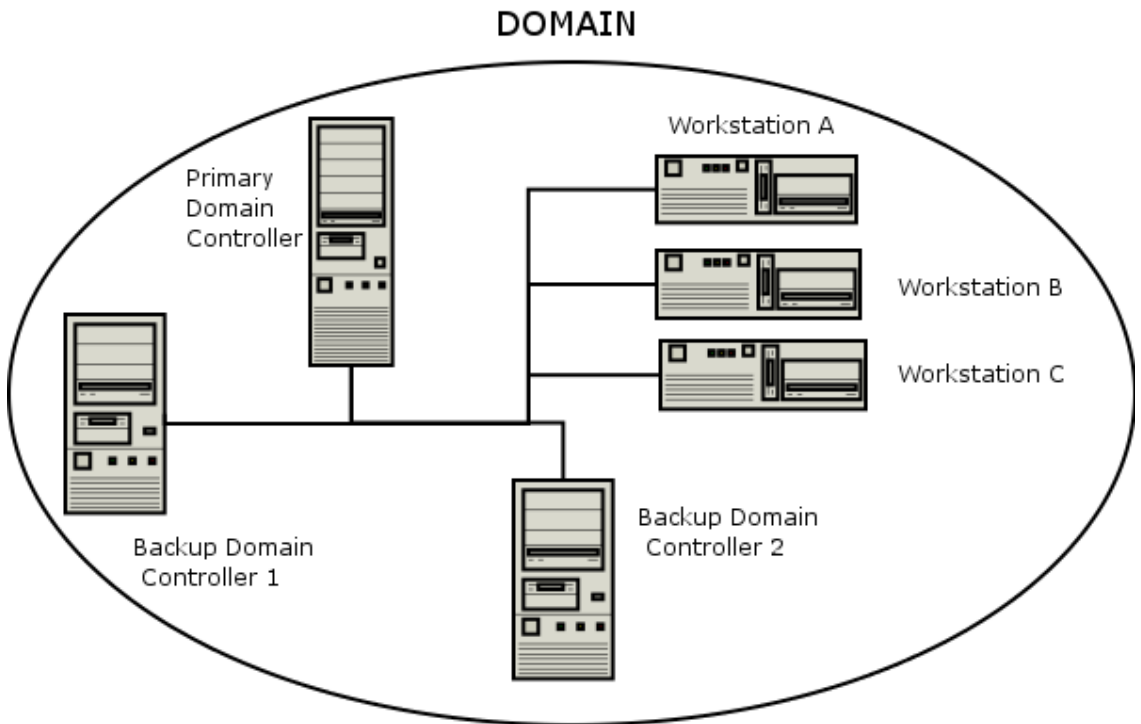 DOMAIN
Workstation A
Primary
Domain
Controller
Workstation B
Workstation C
Backup Domain
Controller 2
Backup Domain
Controller 1